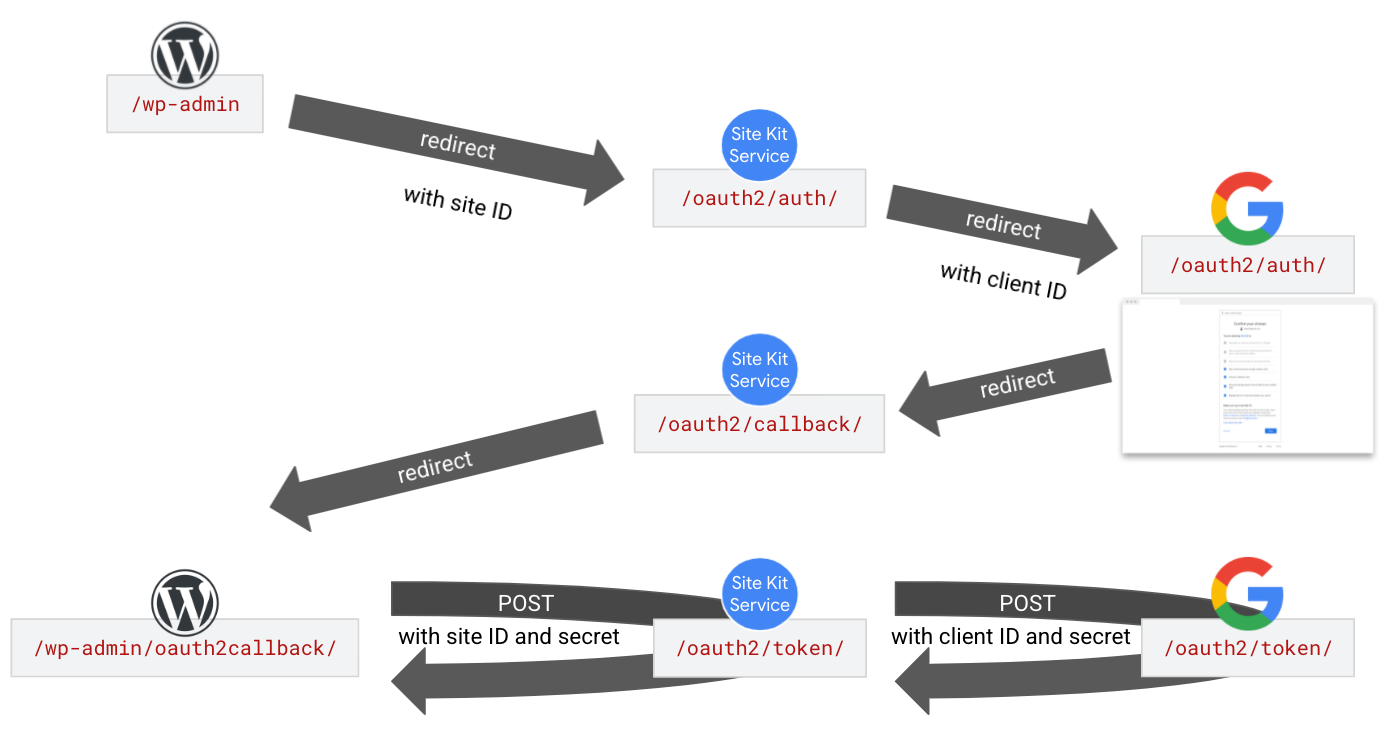 /wp-admin
redirect
with site ID
Site Kit
Service
/oauth2/auth/
redirect
with client ID
/oauth2/auth/
redirect
Site Kit
Service
/oauth2/callback/
redirect
/wp-admin/oauth2callback/
POST
with site ID and secret
Site Kit
Service
/oauth2/token/
POST
with client ID and secret
/oauth2/token/